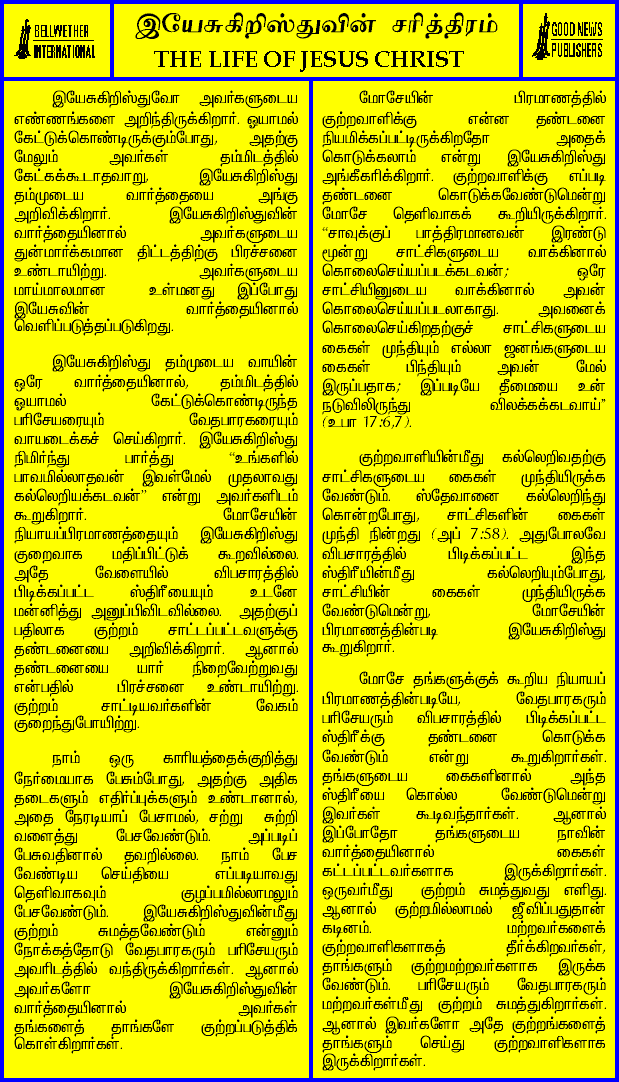 BELLWETHER
INTERNATIONAL
இயேசுகிறிஸ்துவின் சரித்திரம்
THE LIFE OF JESUS CHRIST
GOOD NEWS
PUBLISHERS
இயேசுகிறிஸ்துவோ அவர்களுடைய
எண்ணங்களை அறிந்திருக்கிறார். ஓயாமல்
கேட்டுக்கொண்டிருக்கும்போது, அதற்கு
மேலும் அவர்கள் தம்மிடத்தில்
கேட்கக்கூடாதவாறு, இயேசுகிறிஸ்து
தம்முடைய வார்த்தையை அங்கு
அறிவிக்கிறார். இயேசுகிறிஸ்துவின்
வார்த்தையினால் அவர்களுடைய
துன்மார்க்கமான திட்டத்திற்கு பிரச்சனை
உண்டாயிற்று. அவர்களுடைய
மாய்மாலமான உள்மனது இப்போது
இயேசுவின் வார்த்தையினால்
வெளிப்படுத்தப்படுகிறது.
இயேசுகிறிஸ்து தம்முடைய வாயின்
ஒரே வார்த்தையினால், தம்மிடத்தில்
ஓயாமல் கேட்டுக்கொண்டிருந்த
பரிசேயரையும் வேதபாரகரையும்
வாயடைக்கச் செய்கிறார். இயேசுகிறிஸ்து
நிமிர்ந்து பார்த்து “உங்களில்
பாவமில்லாதவன் இவள்மேல் முதலாவது
கல்லெறியக்கடவன்” என்று அவர்களிடம்
கூறுகிறார். மோசேயின்
நியாயப்பிரமாணத்தையும் இயேசுகிறிஸ்து
குறைவாக மதிப்பிட்டுக் கூறவில்லை.
அதே வேளையில் விபசாரத்தில்
பிடிக்கப்பட்ட ஸ்திரீயையும் உடனே
மன்னித்து அனுப்பிவிடவில்லை. அதற்குப்
பதிலாக குற்றம் சாட்டப்பட்டவளுக்கு
தண்டனையை அறிவிக்கிறார். ஆனால்
தண்டனையை யார் நிறைவேற்றுவது
என்பதில் பிரச்சனை உண்டாயிற்று.
குற்றம் சாட்டியவர்களின் வேகம்
குறைந்துபோயிற்று.
நாம் ஒரு காரியத்தைக்குறித்து
நேர்மையாக பேசும்போது, அதற்கு அதிக
தடைகளும் எதிர்ப்புக்களும் உண்டானால்,
அதை நேரடியாப் பேசாமல், சற்று சுற்றி
வளைத்து பேசவேண்டும். அப்படிப்
பேசுவதினால் தவறில்லை. நாம் பேச
வேண்டிய செய்தியை எப்படியாவது
தெளிவாகவும் குழப்பமில்லாமலும்
பேசவேண்டும். இயேசுகிறிஸ்துவின்மீது
குற்றம் சுமத்தவேண்டும் என்னும்
நோக்கத்தோடு வேதபாரகரும் பரிசேயரும்
அவரிடத்தில் வந்திருக்கிறார்கள். ஆனால்
அவர்களோ இயேசுகிறிஸ்துவின்
வார்த்தையினால் அவர்கள்
தங்களைத் தாங்களே குற்றப்படுத்திக்
கொள்கிறார்கள்.
மோசேயின் பிரமாணத்தில்
குற்றவாளிக்கு என்ன தண்டனை
நியமிக்கப்பட்டிருக்கிறதோ அதைக்
கொடுக்கலாம் என்று இயேசுகிறிஸ்து
அங்கீகரிக்கிறார். குற்றவாளிக்கு எப்படி
தண்டனை கொடுக்கவேண்டுமென்று
மோசே தெளிவாகக் கூறியிருக்கிறார்.
“சாவுக்குப் பாத்திரமானவன் இரண்டு
மூன்று சாட்சிகளுடைய வாக்கினால்
கொலைசெய்யப்படக்கடவன்; ஒரே
சாட்சியினுடைய வாக்கினால் அவன்
கொலைசெய்யப்படலாகாது. அவனைக்
கொலைசெய்கிறதற்குச் சாட்சிகளுடைய
கைகள் முந்தியும் எல்லா ஜனங்களுடைய
கைகள் பிந்தியும் அவன் மேல்
இருப்பதாக; இப்படியே தீமையை உன்
நடுவிலிருந்து விலக்கக்கடவாய்”
(உபா 17:6,7).
குற்றவாளியின்மீது கல்லெறிவதற்கு
சாட்சிகளுடைய கைகள் முந்தியிருக்க
வேண்டும். ஸ்தேவானை கல்லெறிந்து
கொன்றபோது, சாட்சிகளின் கைகள்
முந்தி நின்றது (அப் 7:58). அதுபோலவே
விபசாரத்தில் பிடிக்கப்பட்ட இந்த
ஸ்திரீயின்மீது கல்லெறியும்போது,
சாட்சியின் கைகள் முந்தியிருக்க
வேண்டுமென்று, மோசேயின்
பிரமாணத்தின்படி இயேசுகிறிஸ்து
கூறுகிறார்.
மோசே தங்களுக்குக் கூறிய நியாயப்
பிரமாணத்தின்படியே, வேதபாரகரும்
பரிசேயரும் விபசாரத்தில் பிடிக்கப்பட்ட
ஸ்திரீக்கு தண்டனை கொடுக்க
வேண்டும் என்று கூறுகிறார்கள்.
தங்களுடைய கைகளினால் அந்த
ஸ்திரீயை கொல்ல வேண்டுமென்று
இவர்கள் கூடிவந்தார்கள். ஆனால்
இப்போதோ தங்களுடைய நாவின்
வார்த்தையினால் கைகள்
கட்டப்பட்டவர்களாக இருக்கிறார்கள்.
ஒருவர்மீது குற்றம் சுமத்துவது எளிது.
ஆனால் குற்றமில்லாமல் ஜீவிப்பதுதான்
கடினம். மற்றவர்களைக்
குற்றவாளிகளாகத் தீர்க்கிறவர்கள்,
தாங்களும் குற்றமற்றவர்களாக இருக்க
வேண்டும். பரிசேயரும் வேதபாரகரும்
மற்றவர்கள்மீது குற்றம் சுமத்துகிறார்கள்.
ஆனால் இவர்களோ அதே குற்றங்களைத்
தாங்களும் செய்து குற்றவாளிகளாக
இருக்கிறார்கள்.